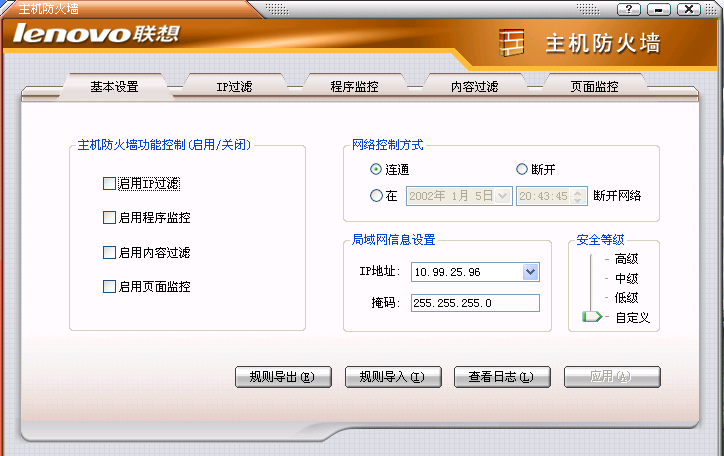 主机防火墙
lenovo联想
主机防火墙
基本设置 IP过滤 程序监控 内容过滤 页面监控
主机防火墙功能控制(启用/关闭)
启用IP过滤
启用程序监控
启用内容过滤
启用页面监控
网络控制方式
连通 断开
在 2002年 1月 5日 20:43:45 断开网络
局域网信息设置
IP地址: 10.99.25.96
掩码: 255.255.255.0
安全等级
高级
中级
低级
自定义
规则导出(E) 规则导入(I) 查看日志(L) 应用(A)